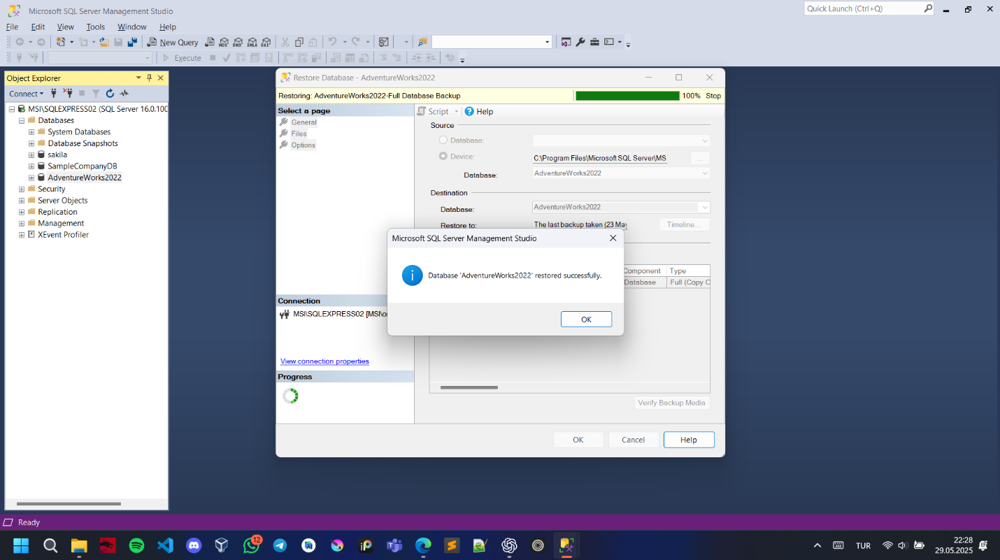 Microsoft SQL Server Management Studio
Quick Launch (Ctrl+Q)
File Edit View Tools Window Help
New Query
MDX DMX XMLA DAX
Execute
Object Explorer
Connect
MSI\SQLEXPRESS02 (SQL Server 16.0.100
Databases
System Databases
Database Snapshots
sakila
SampleCompanyDB
AdventureWorks2022
Security
Server Objects
Replication
Management
XEvent Profiler
Restore Database - AdventureWorks2022
Restoring: AdventureWorks2022-Full Database Backup
100% Stop
Select a page
General
Files
Options
Script
Help
Source
Database:
Device:
C:\Program Files\Microsoft SQL Server\MS
...
Database:
AdventureWorks2022
Destination
Database:
AdventureWorks2022
Restore to:
The last backup taken (23 May
Timeline...
Component Type
Database Full (Copy C
Microsoft SQL Server Management Studio
Database 'AdventureWorks2022' restored successfully.
OK
Connection
MSI\SQLEXPRESS02 [MSI\
View connection properties
Progress
Verify Backup Media
OK Cancel Help
Ready
12
TUR
22:28
29.05.2025